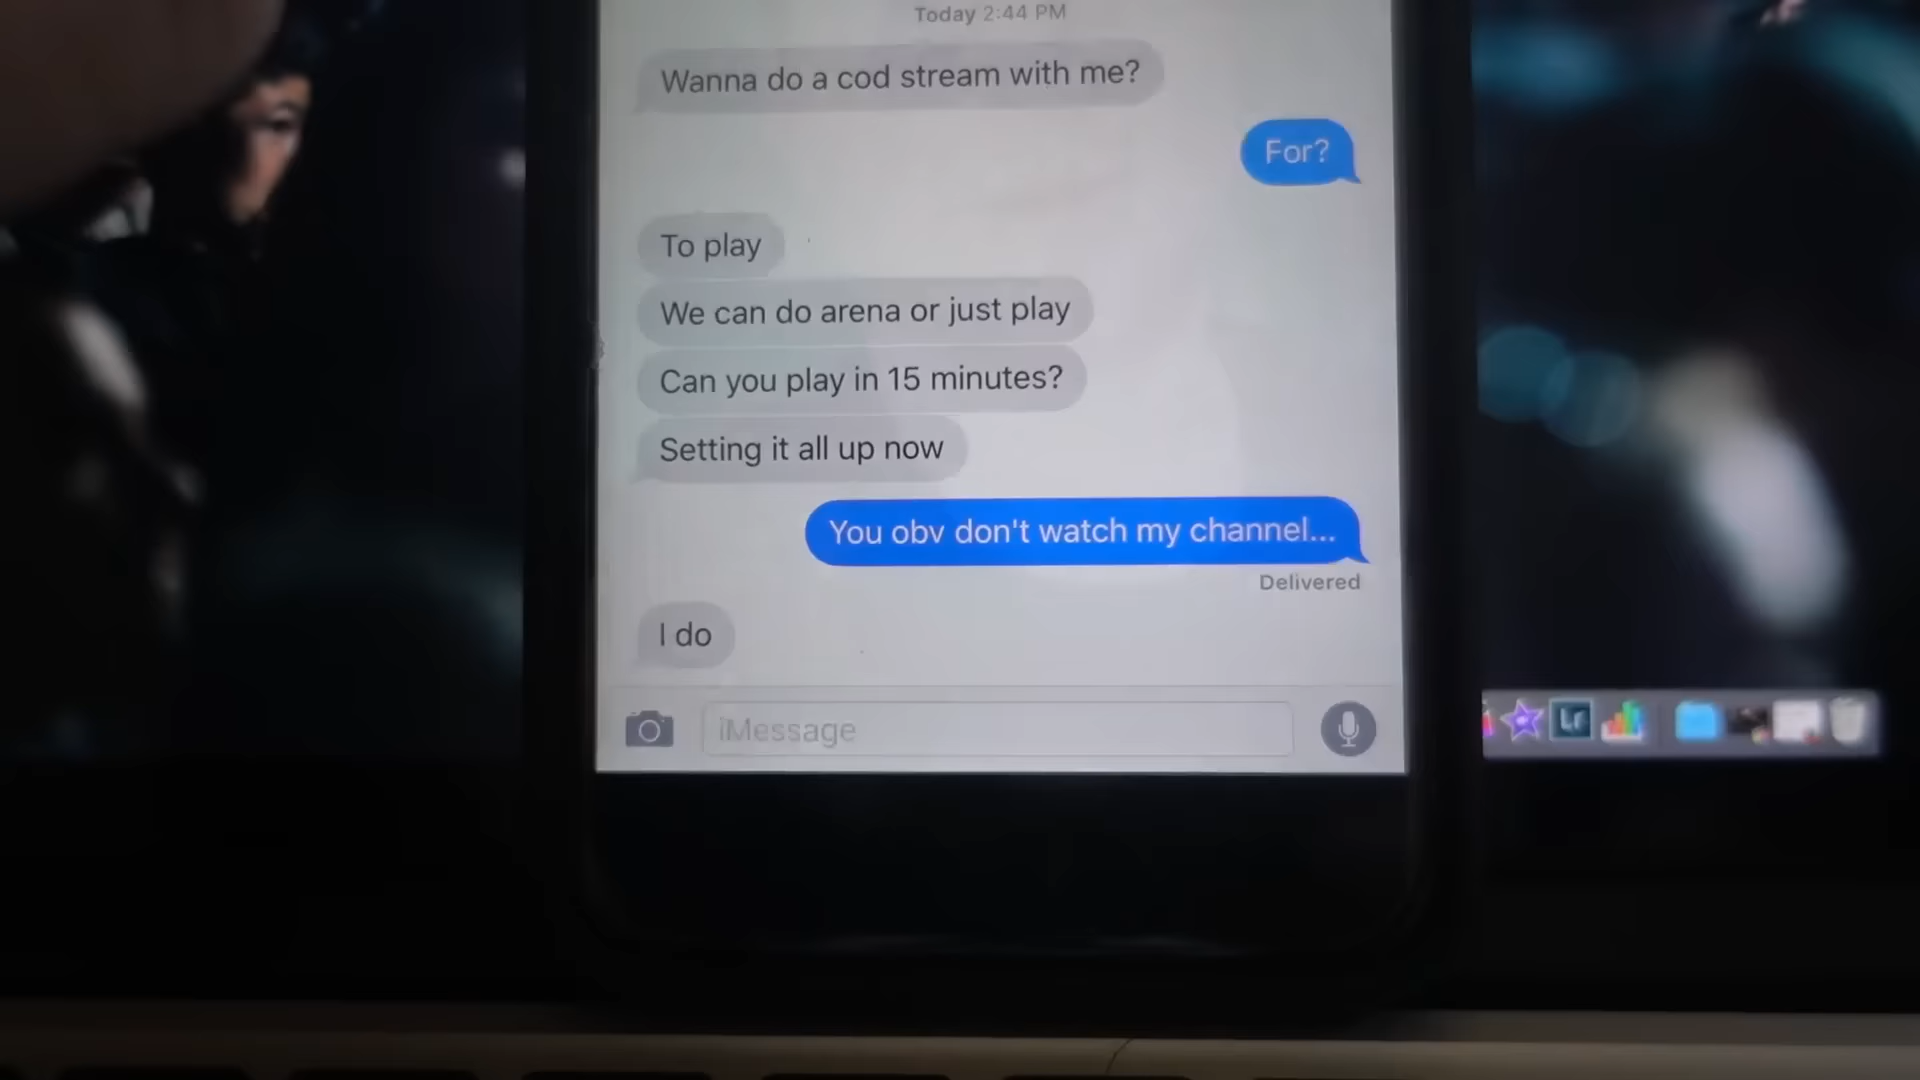 Today 2:44 PM
Wanna do a cod stream with me?
For?
To play
We can do arena or just play
Can you play in 15 minutes?
Setting it all up now
You obv don't watch my channel...
Delivered
I do
iMessage
Lr